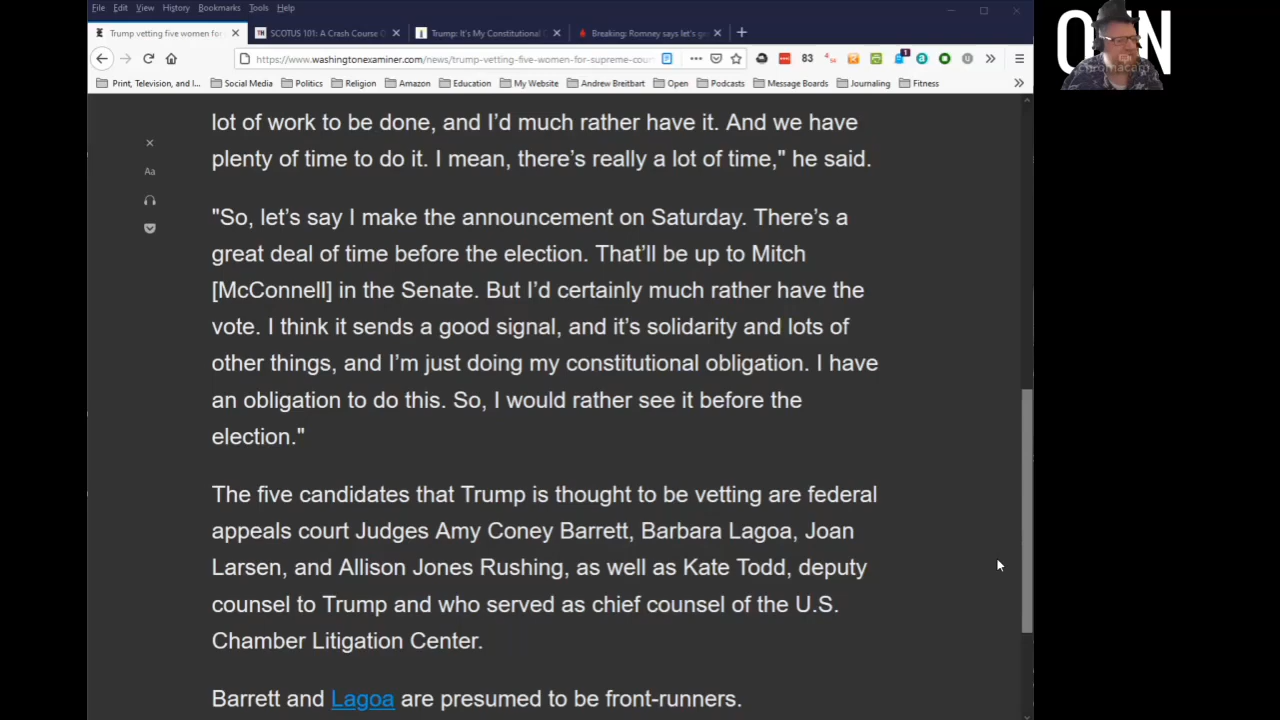 File Edit View History Bookmarks Tools Help
Trump vetting five women for
SCOTUS 101: A Crash Course O
Trump: It's My Constitutional
Breaking: Romney says let's ge
https://www.washingtonexaminer.com/news/trump-vetting-five-women-for-supreme-cour
83
1
Print, Television, and I... Social Media Politics Religion Amazon Education My Website Andrew Breitbart Open Podcasts Message Boards Journaling Fitness
lot of work to be done, and I'd much rather have it. And we have
plenty of time to do it. I mean, there's really a lot of time," he said.
Aa
"So, let's say I make the announcement on Saturday. There's a
great deal of time before the election. That'll be up to Mitch
[McConnell] in the Senate. But I'd certainly much rather have the
vote. I think it sends a good signal, and it's solidarity and lots of
other things, and I'm just doing my constitutional obligation. I have
an obligation to do this. So, I would rather see it before the
election."
The five candidates that Trump is thought to be vetting are federal
appeals court Judges Amy Coney Barrett, Barbara Lagoa, Joan
Larsen, and Allison Jones Rushing, as well as Kate Todd, deputy
counsel to Trump and who served as chief counsel of the U.S.
Chamber Litigation Center.
Barrett and Lagoa are presumed to be front-runners.
chromacam